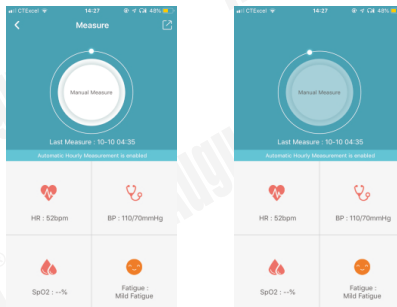 CTExcel 14:27 48%
Measure
Manual Measure
Last Measure : 10-10 04:35
Automatic Hourly Measurement is enabled
HR : 52bpm
BP : 110/70mmHg
SpO2 : --%
Fatigue :
Mild Fatigue
CTExcel 14:27 48%
Manual Measure
Last Measure : 10-10 04:35
Automatic Hourly Measurement is enabled
HR : 52bpm
BP : 110/70mmHg
SpO2 : --%
Fatigue :
Mild Fatigue